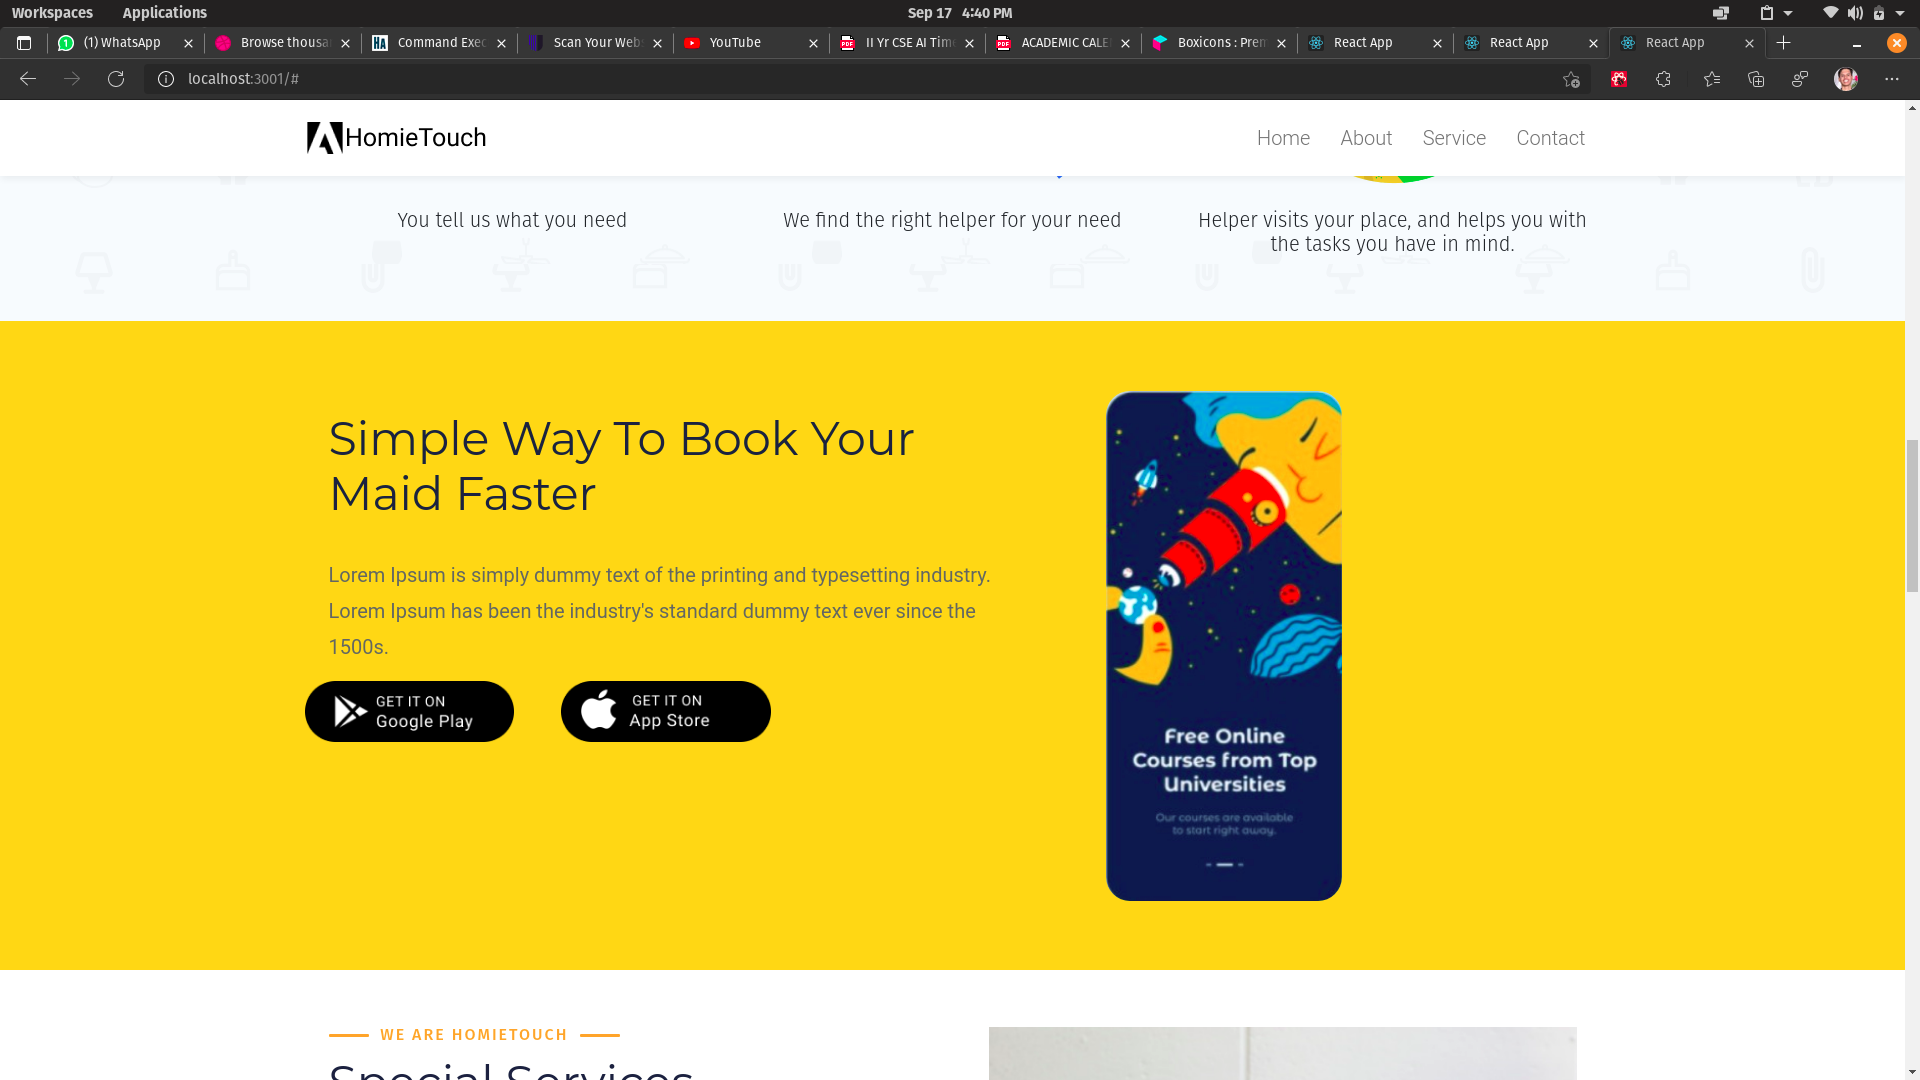 Workspaces Applications Sep 17 4:40 PM
(1) WhatsApp Browse thousa Command Exec Scan Your Web YouTube II Yr CSE AI Tim ACADEMIC CALE Boxicons : Prem React App React App React App
localhost:3001/#
HomieTouch Home About Service Contact
You tell us what you need We find the right helper for your need Helper visits your place, and helps you with
the tasks you have in mind.
Simple Way To Book Your
Maid Faster
Lorem Ipsum is simply dummy text of the printing and typesetting industry.
Lorem Ipsum has been the industry's standard dummy text ever since the
1500s.
GET IT ON
Google Play
GET IT ON
App Store
Free Online
Courses from Top
Universities
Our courses are available
to start right away.
WE ARE HOMIETOUCH
Special Services